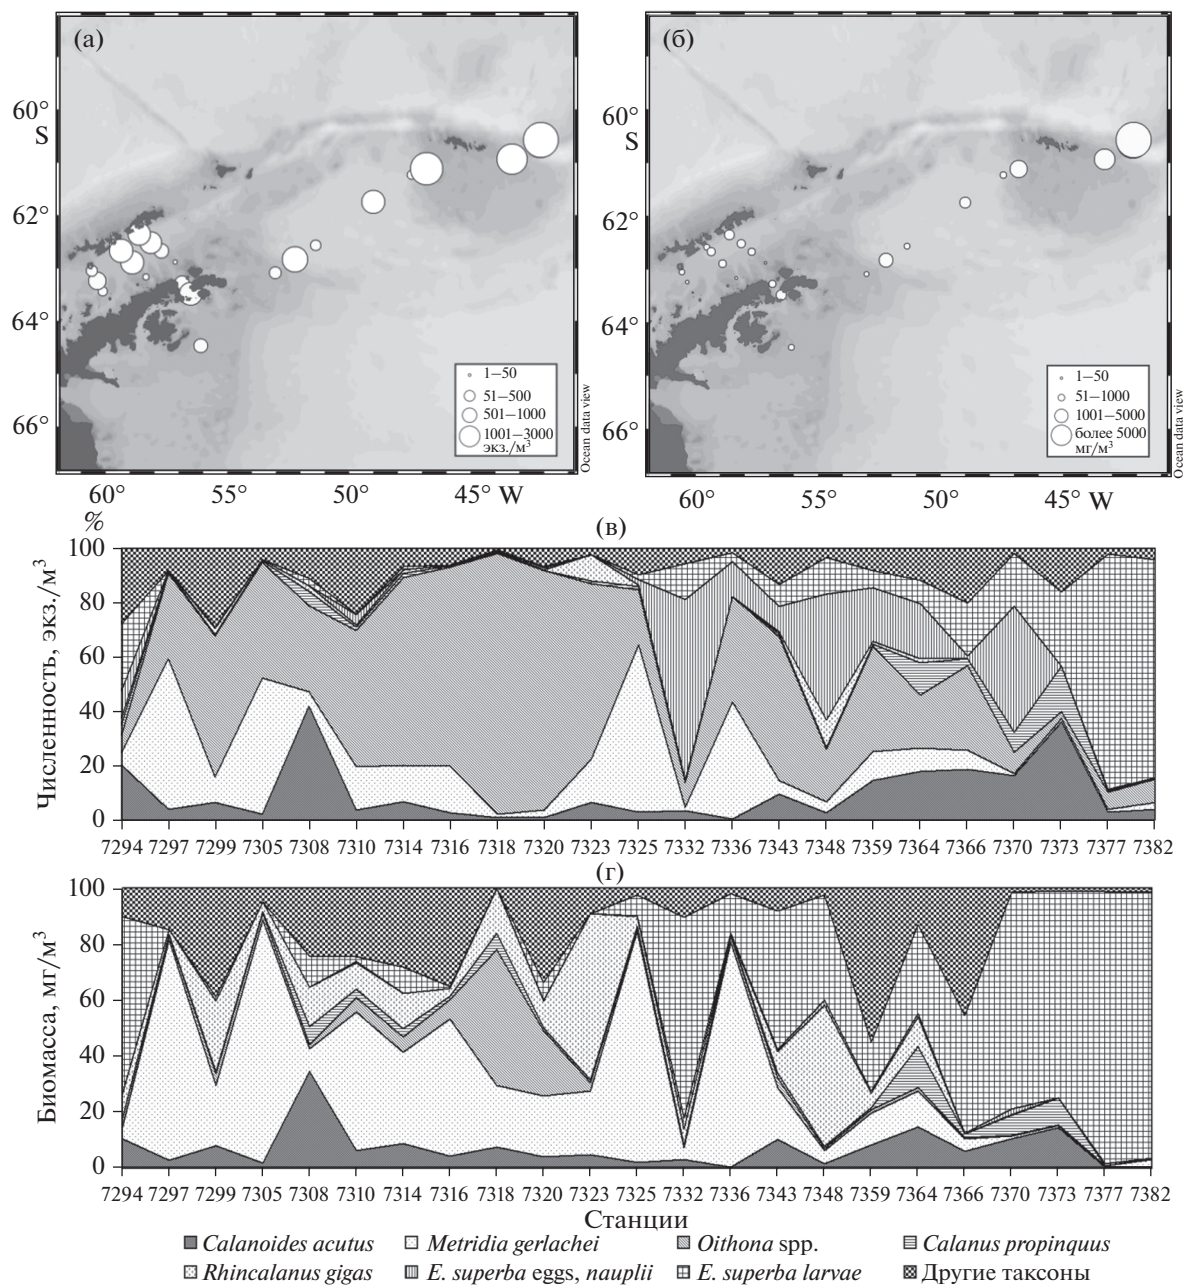 (а)
60°
S
62°
64°
66°
60° 55° 50° 45° W
1–50
51–500
501–1000
1001–3000
экз./м³
Ocean data view
(б)
60°
S
62°
64°
66°
60° 55° 50° 45° W
1–50
51–1000
1001–5000
более 5000
мг/м³
Ocean data view
(в)
%
Численность, экз./м³
100
80
60
40
20
0
7294 7297 7299 7305 7308 7310 7314 7316 7318 7320 7323 7325 7332 7336 7343 7348 7359 7364 7366 7370 7373 7377 7382
(г)
Биомасса, мг/м³
100
80
60
40
20
0
7294 7297 7299 7305 7308 7310 7314 7316 7318 7320 7323 7325 7332 7336 7343 7348 7359 7364 7366 7370 7373 7377 7382
Станции
Calanoides acutus Metridia gerlachei Oithona spp. Calanus propinquus
Rhincalanus gigas E. superba eggs, nauplii E. superba larvae Другие таксоны